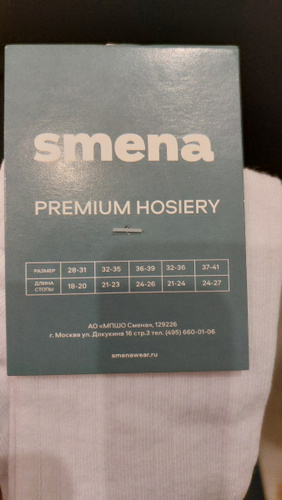 smena
PREMIUM HOSIERY
РАЗМЕР 28-31 32-35 36-39 32-36 37-41
ДЛИНА СТОПЫ 18-20 21-23 24-26 21-24 24-27
АО «МПШО Смена», 129226
г. Москва ул. Докукина 16 стр.3 тел. (495) 660-01-06
smenawear.ru